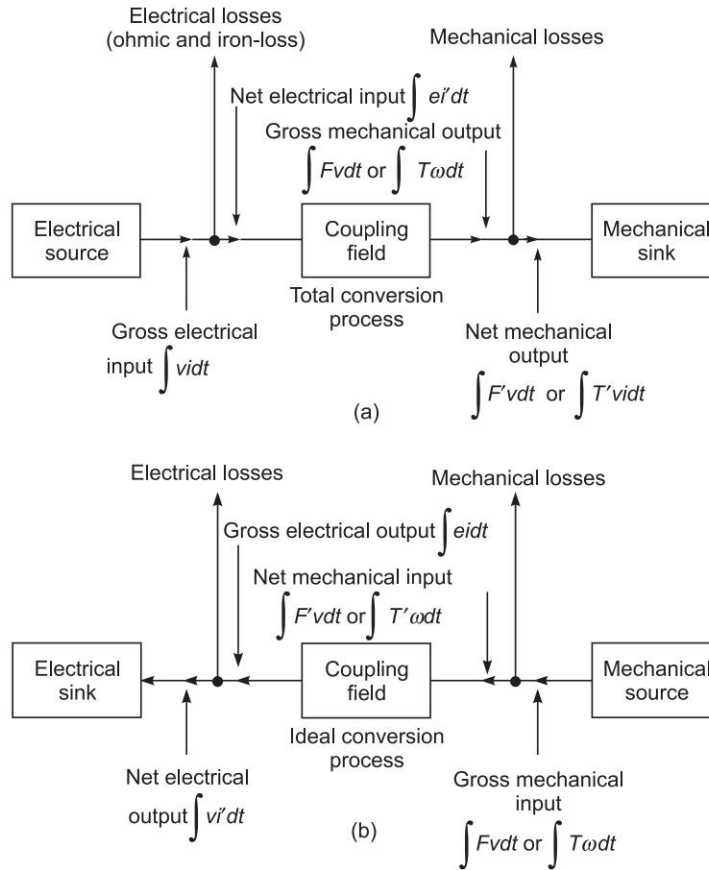 Electrical losses
(ohmic and iron-loss)
Mechanical losses
Net electrical input ∫ ei′dt
Gross mechanical output
∫ Fvdt or ∫ Tωdt
Electrical
source
Coupling
field
Mechanical
sink
Total conversion
process
Gross electrical
input ∫ vidt
Net mechanical
output
∫ F′vdt or ∫ T′vidt
(a)
Electrical losses
Mechanical losses
Gross electrical output ∫ eidt
Net mechanical input
∫ F′vdt or ∫ T′ωdt
Electrical
sink
Coupling
field
Mechanical
source
Ideal conversion
process
Net electrical
output ∫ vi′dt
Gross mechanical
input
∫ Fvdt or ∫ Tωdt
(b)